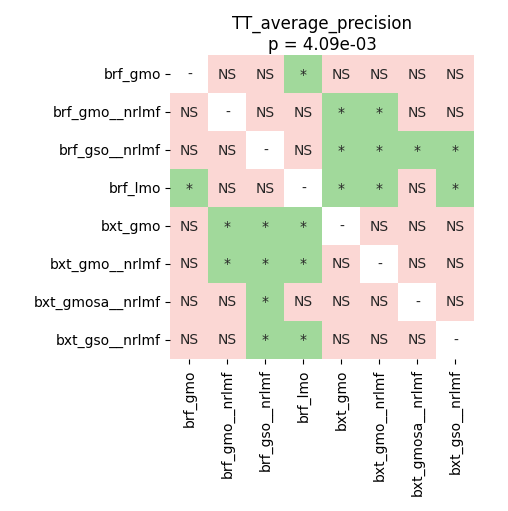 TT_average_precision
p = 4.09e-03
brf_gmo - NS NS * NS NS NS NS
brf_gmo__nrlmf NS - NS NS * * NS NS
brf_gso__nrlmf NS NS - NS * * * *
brf_lmo * NS NS - * * NS *
bxt_gmo NS * * * - NS NS NS
bxt_gmo__nrlmf NS * * * NS - NS NS
bxt_gmosa__nrlmf NS NS * NS NS NS - NS
bxt_gso__nrlmf NS NS * * NS NS NS -
brf_gmo
brf_gmo__nrlmf
brf_gso__nrlmf
brf_lmo
bxt_gmo
bxt_gmo__nrlmf
bxt_gmosa__nrlmf
bxt_gso__nrlmf